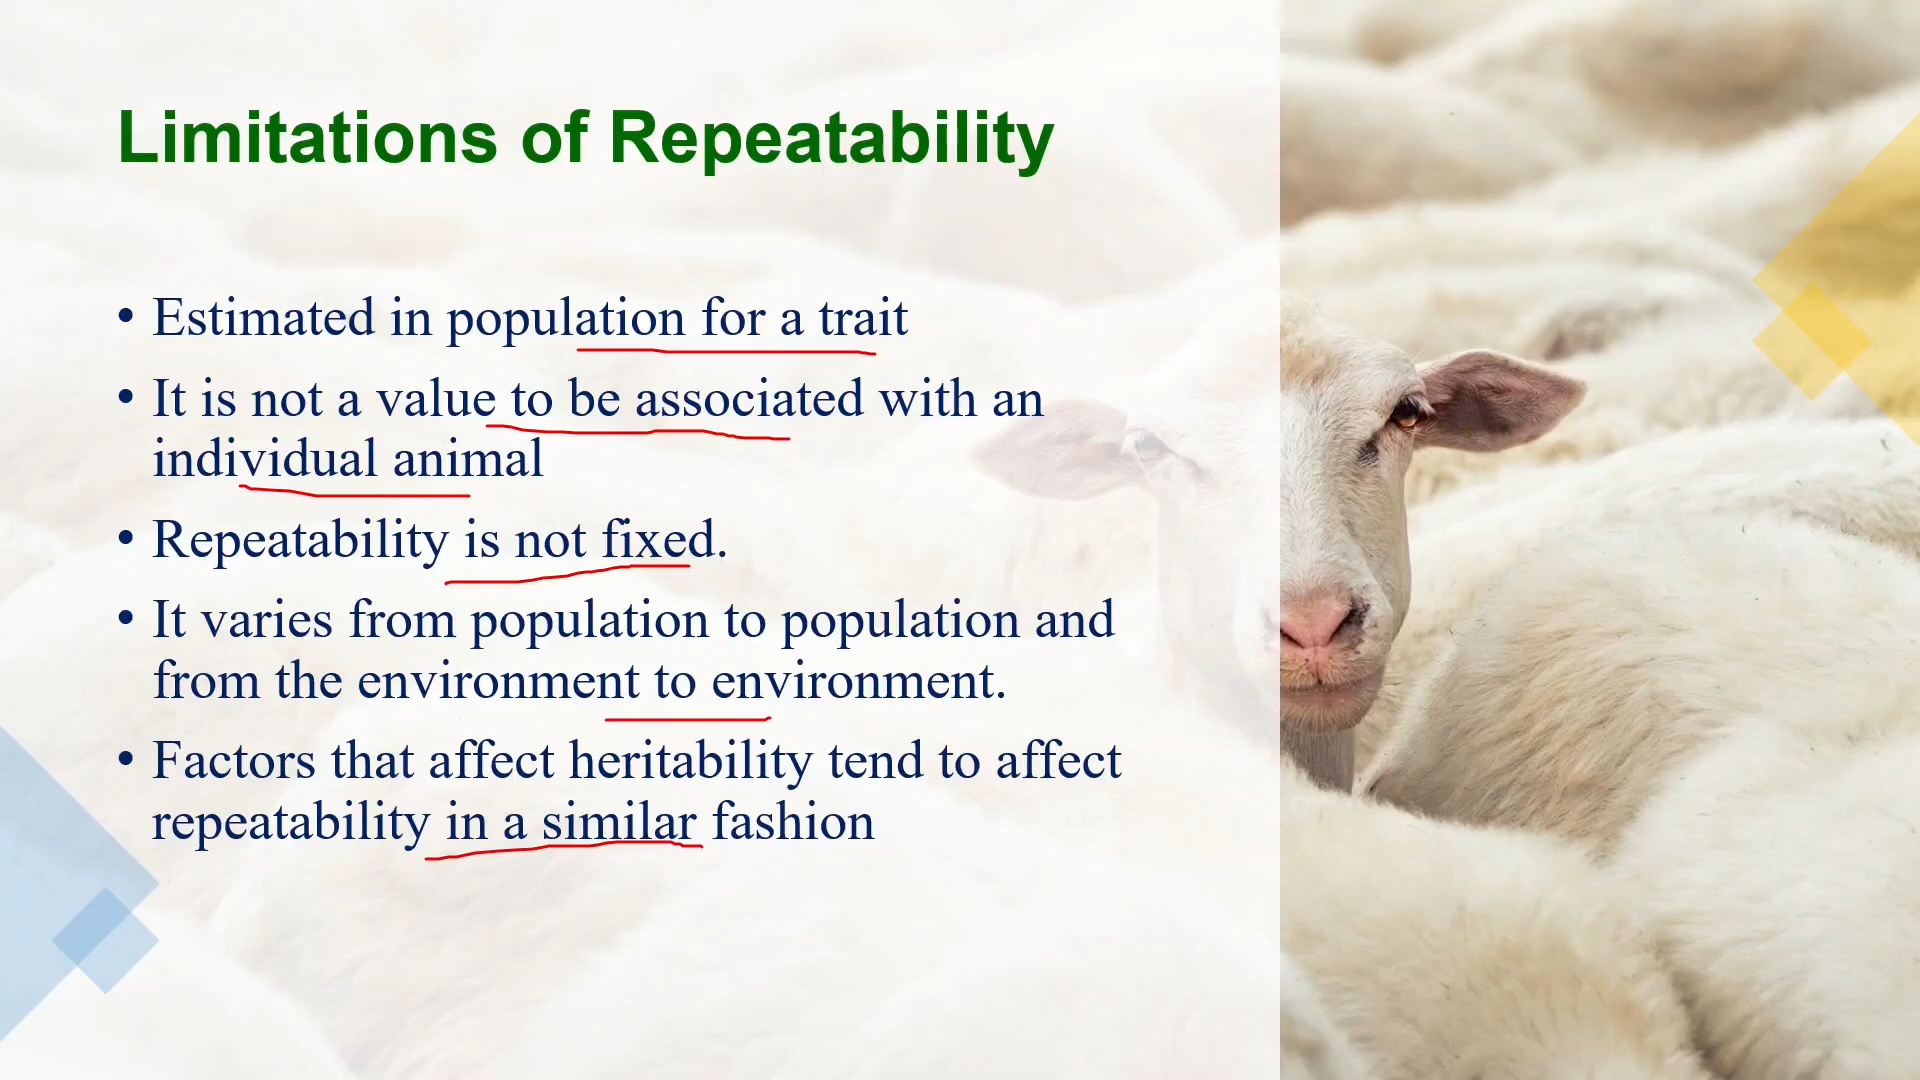 Limitations of Repeatability
• Estimated in population for a trait
• It is not a value to be associated with an
individual animal
• Repeatability is not fixed.
• It varies from population to population and
from the environment to environment.
• Factors that affect heritability tend to affect
repeatability in a similar fashion